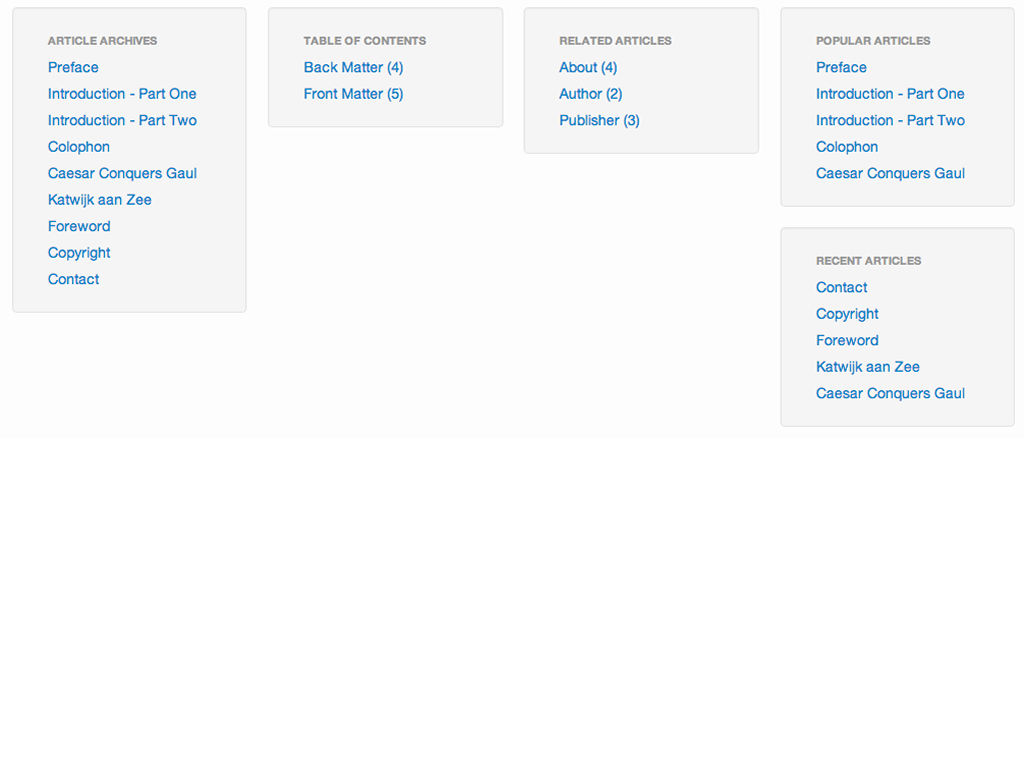 ARTICLE ARCHIVES
Preface
Introduction - Part One
Introduction - Part Two
Colophon
Caesar Conquers Gaul
Katwijk aan Zee
Foreword
Copyright
Contact
TABLE OF CONTENTS
Back Matter (4)
Front Matter (5)
RELATED ARTICLES
About (4)
Author (2)
Publisher (3)
POPULAR ARTICLES
Preface
Introduction - Part One
Introduction - Part Two
Colophon
Caesar Conquers Gaul
RECENT ARTICLES
Contact
Copyright
Foreword
Katwijk aan Zee
Caesar Conquers Gaul